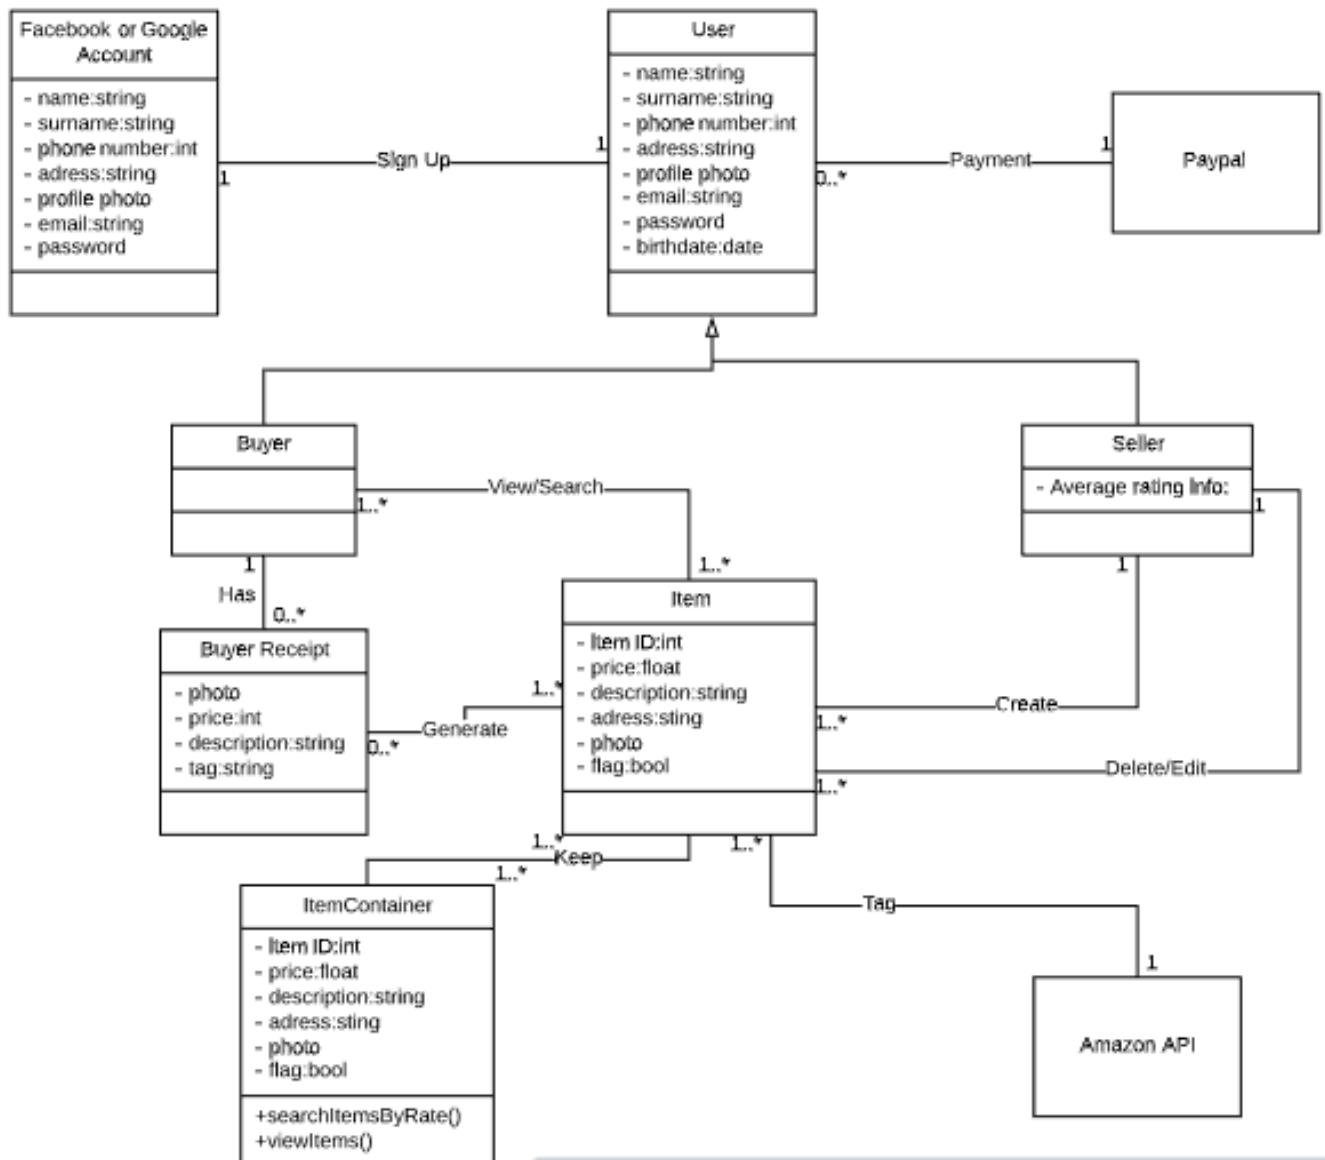 Facebook or Google
Account
- name:string
- surname:string
- phone number:int
- adress:string
- profile photo
- email:string
- password
1
Sign Up
1
User
- name:string
- surname:string
- phone number:int
- adress:string
- profile photo
- email:string
- password
- birthdate:date
0..*
Payment
1
Paypal
Buyer
1..*
View/Search
1..*
1
Has
0..*
Seller
- Average rating Info:
1
1
Buyer Receipt
- photo
- price:int
- description:string
- tag:string
0..*
Generate
1..*
Item
- Item ID:int
- price:float
- description:string
- adress:sting
- photo
- flag:bool
1..*
Create
1..*
Delete/Edit
1..*
Keep
1..*
1..*
Tag
1
Amazon API
ItemContainer
- Item ID:int
- price:float
- description:string
- adress:sting
- photo
- flag:bool
+searchItemsByRate()
+viewItems()